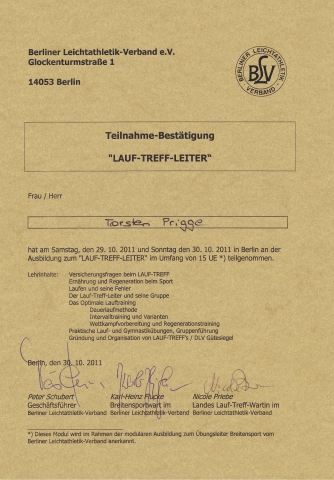 Berliner Leichtathletik-Verband e.V.
Glockenturmstraße 1
14053 Berlin
BERLINER LEICHTATHLETIK-VERBAND
BLV
Teilnahme-Bestätigung
"LAUF-TREFF-LEITER"
Frau / Herr
Torsten Prigge
hat am Samstag, den 29. 10. 2011 und Sonntag den 30. 10. 2011 in Berlin an der
Ausbildung zum "LAUF-TREFF-LEITER" im Umfang von 15 UE *) teilgenommen.
Lehrinhalte: Versicherungsfragen beim LAUF-TREFF
Ernährung und Regeneration beim Sport
Laufen und seine Fehler
Der Lauf-Treff-Leiter und seine Gruppe
Das Optimale Lauftraining
Dauerlaufmethode
Intervalltraining und Varianten
Wettkampfvorbereitung und Regenerationstraining
Praktische Lauf- und Gymnastikübungen, Gruppenführung
Gründung und Organisation von LAUF-TREFF's / DLV Gütesiegel
Berlin, den 30. 10. 2011
Peter Schubert Karl-Heinz Flucke Nicole Priebe
Geschäftsführer Breitensportwart im Landes Lauf-Treff-Wartin im
Berliner Leichtathletik-Verband Berliner Leichtathletik-Verband Berliner Leichtathletik-Verband
*) Dieses Modul wird im Rahmen der modularen Ausbildung zum Übungsleiter Breitensport vom
Berliner Leichtathletik-Verband anerkannt.